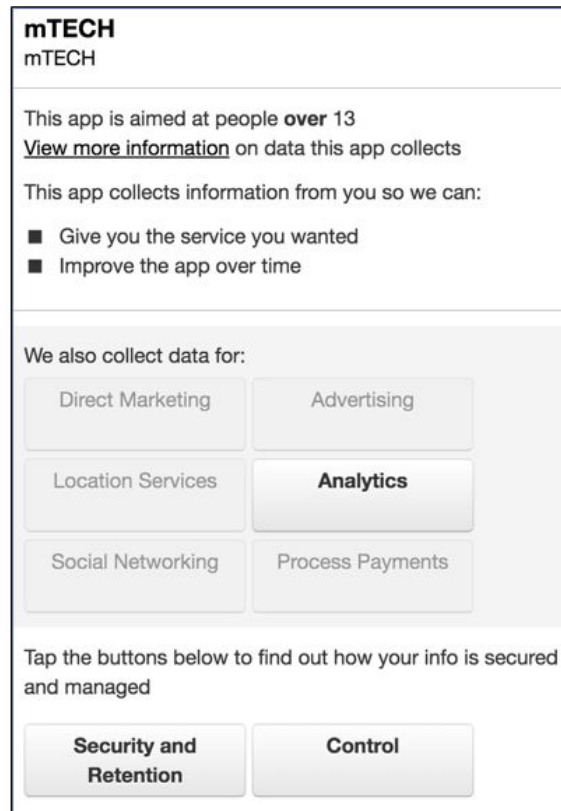 mTECH
mTECH
This app is aimed at people over 13
View more information on data this app collects
This app collects information from you so we can:
■ Give you the service you wanted
■ Improve the app over time
We also collect data for:
Direct Marketing
Advertising
Location Services
Analytics
Social Networking
Process Payments
Tap the buttons below to find out how your info is secured
and managed
Security and
Retention
Control